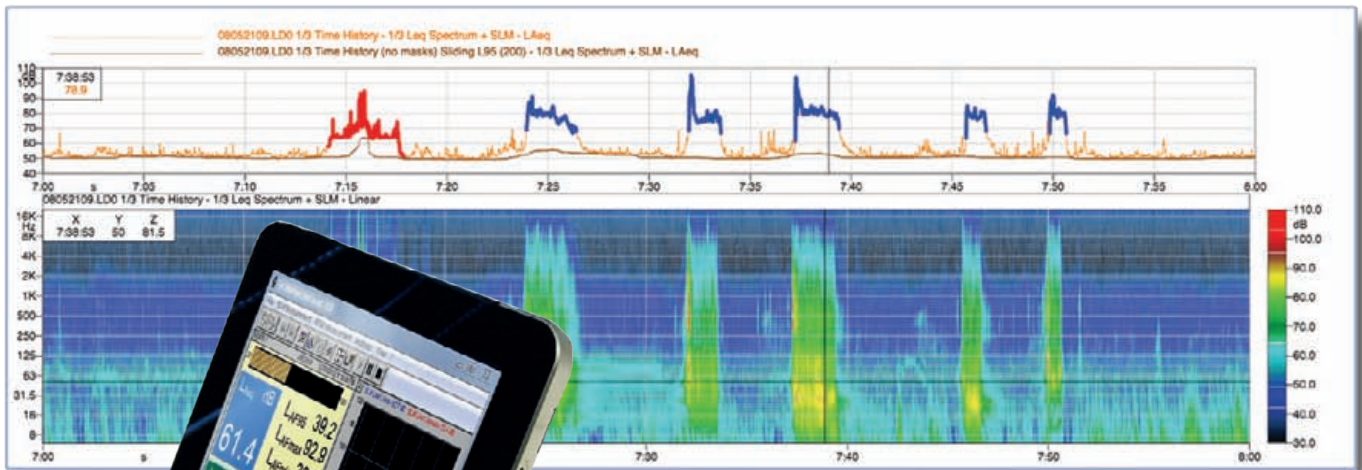 08052109.LD0 1/3 Time History - 1/3 Leq Spectrum + SLM - LAeq
08052109.LD0 1/3 Time History (no masks) Sliding L95 (200) - 1/3 Leq Spectrum + SLM - LAeq
110
dB
100
90
80
70
60
50
40
7:38:53
78.9
7:00 s 7:05 7:10 7:15 7:20 7:25 7:30 7:35 7:40 7:45 7:50 7:55 8:00
08052109.LD0 1/3 Time History - 1/3 Leq Spectrum + SLM - Linear
X Y Z
7:38:53 50 81.5
16K
Hz
8K
4K
2K
1K
500
250
125
63
31.5
16
8
7:00 s 7:30 7:40 7:50 8:00
110.0
dB
100.0
90.0
80.0
70.0
60.0
50.0
40.0
30.0
dB
61.4
LAF95 39.2
LAFmax 92.9